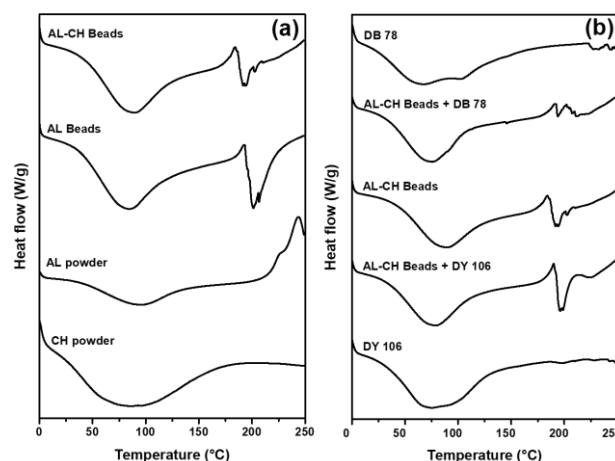 (a)
AL-CH Beads
AL Beads
AL powder
CH powder
Heat flow (W/g)
0 50 100 150 200 250
Temperature (°C)
(b)
DB 78
AL-CH Beads + DB 78
AL-CH Beads
AL-CH Beads + DY 106
DY 106
Heat flow (W/g)
0 50 100 150 200 250
Temperature (°C)